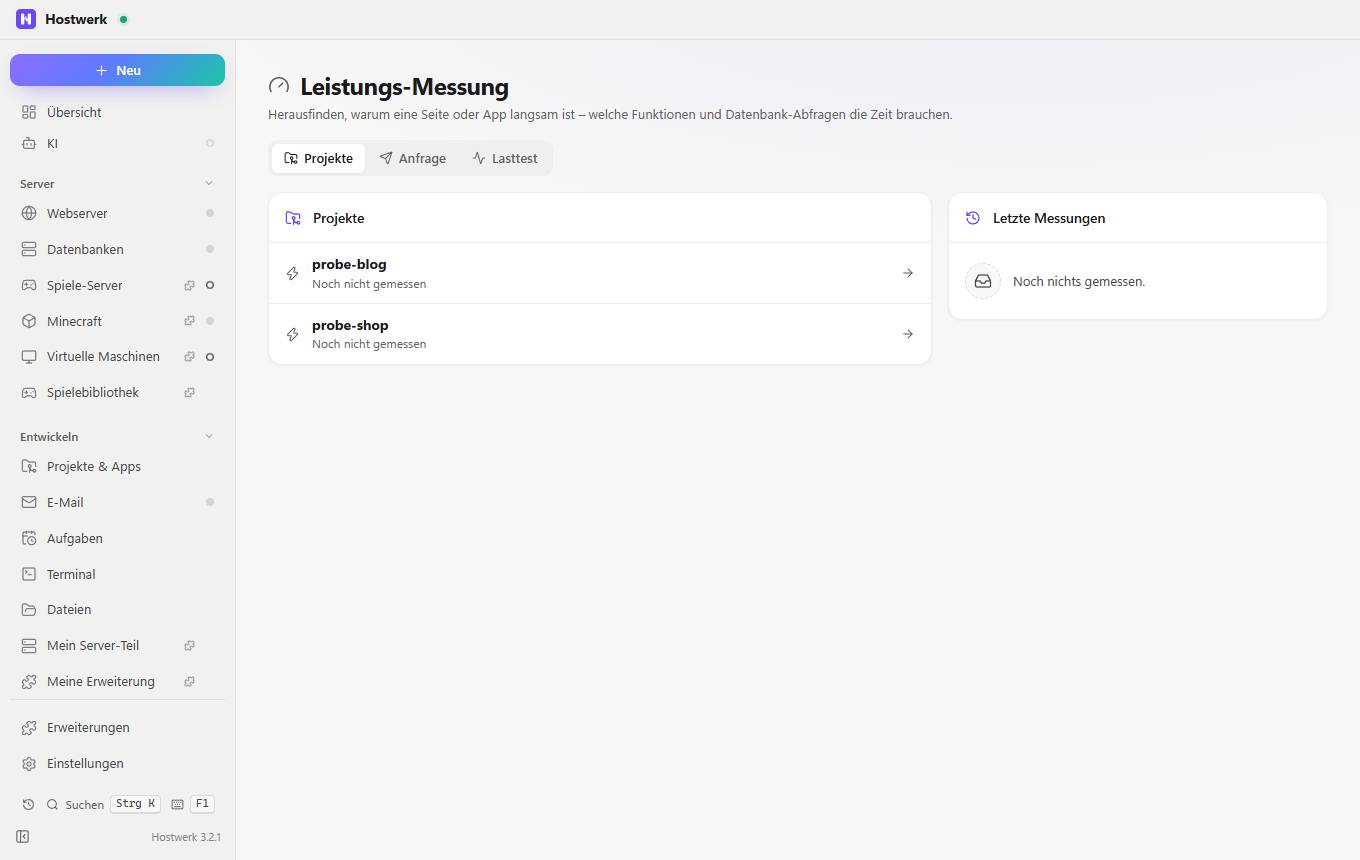 Hostwerk
Neu
Übersicht
KI
Server
Webserver
Datenbanken
Spiele-Server
Minecraft
Virtuelle Maschinen
Spielebibliothek
Entwickeln
Projekte & Apps
E-Mail
Aufgaben
Terminal
Dateien
Mein Server-Teil
Meine Erweiterung
Erweiterungen
Einstellungen
Suchen Strg K F1
Hostwerk 3.2.1
Leistungs-Messung
Herausfinden, warum eine Seite oder App langsam ist – welche Funktionen und Datenbank-Abfragen die Zeit brauchen.
Projekte Anfrage Lasttest
Projekte
probe-blog
Noch nicht gemessen
probe-shop
Noch nicht gemessen
Letzte Messungen
Noch nichts gemessen.